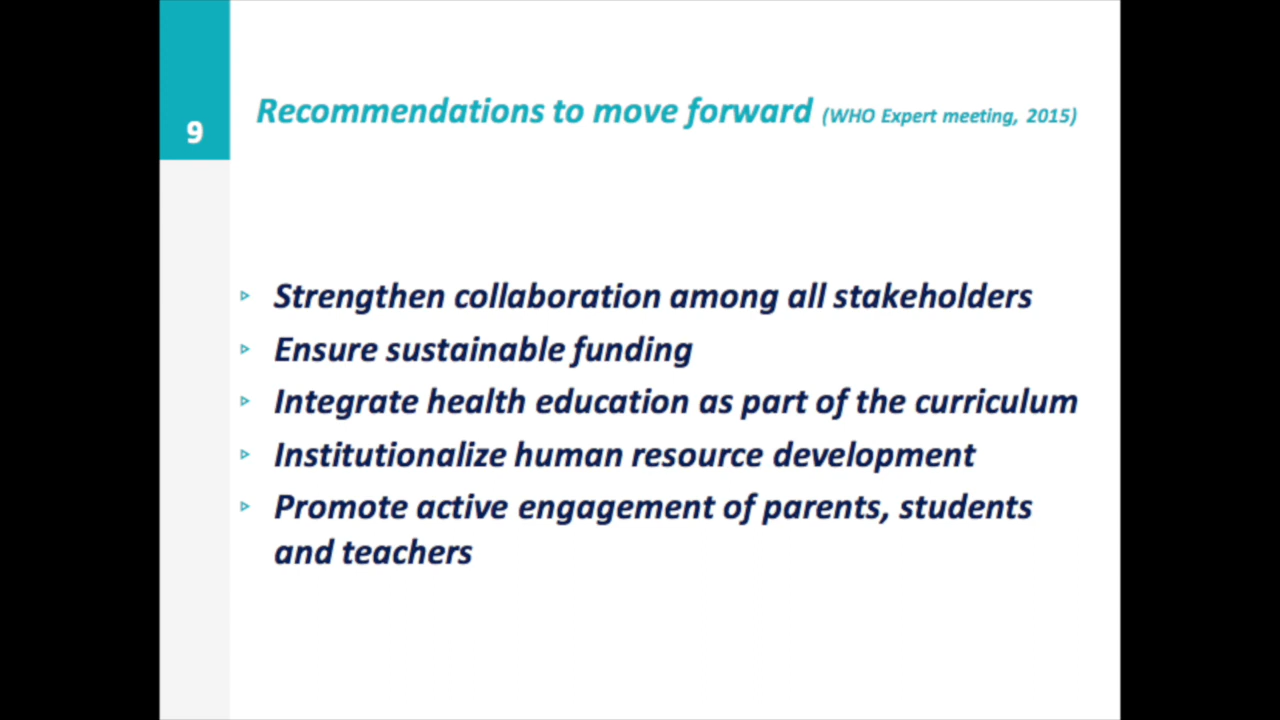 9
Recommendations to move forward (WHO Expert meeting, 2015)
Strengthen collaboration among all stakeholders
Ensure sustainable funding
Integrate health education as part of the curriculum
Institutionalize human resource development
Promote active engagement of parents, students
and teachers